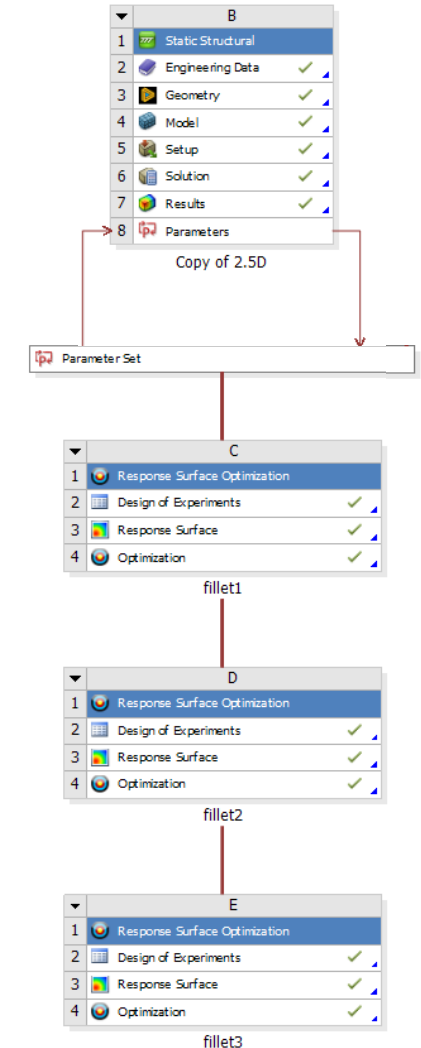 B
1 Static Structural
2 Engineering Data
3 Geometry
4 Model
5 Setup
6 Solution
7 Results
8 Parameters
Copy of 2.5D
Parameter Set
C
1 Response Surface Optimization
2 Design of Experiments
3 Response Surface
4 Optimization
fillet1
D
1 Response Surface Optimization
2 Design of Experiments
3 Response Surface
4 Optimization
fillet2
E
1 Response Surface Optimization
2 Design of Experiments
3 Response Surface
4 Optimization
fillet3